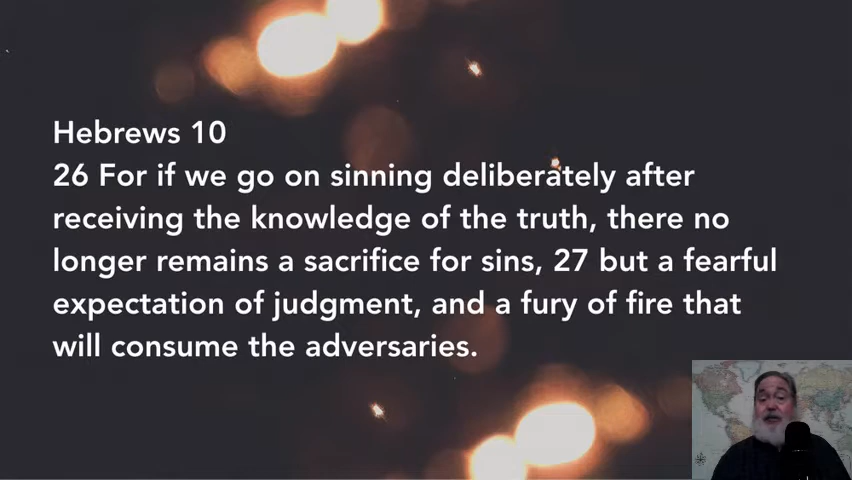 Hebrews 10
26 For if we go on sinning deliberately after
receiving the knowledge of the truth, there no
longer remains a sacrifice for sins, 27 but a fearful
expectation of judgment, and a fury of fire that
will consume the adversaries.